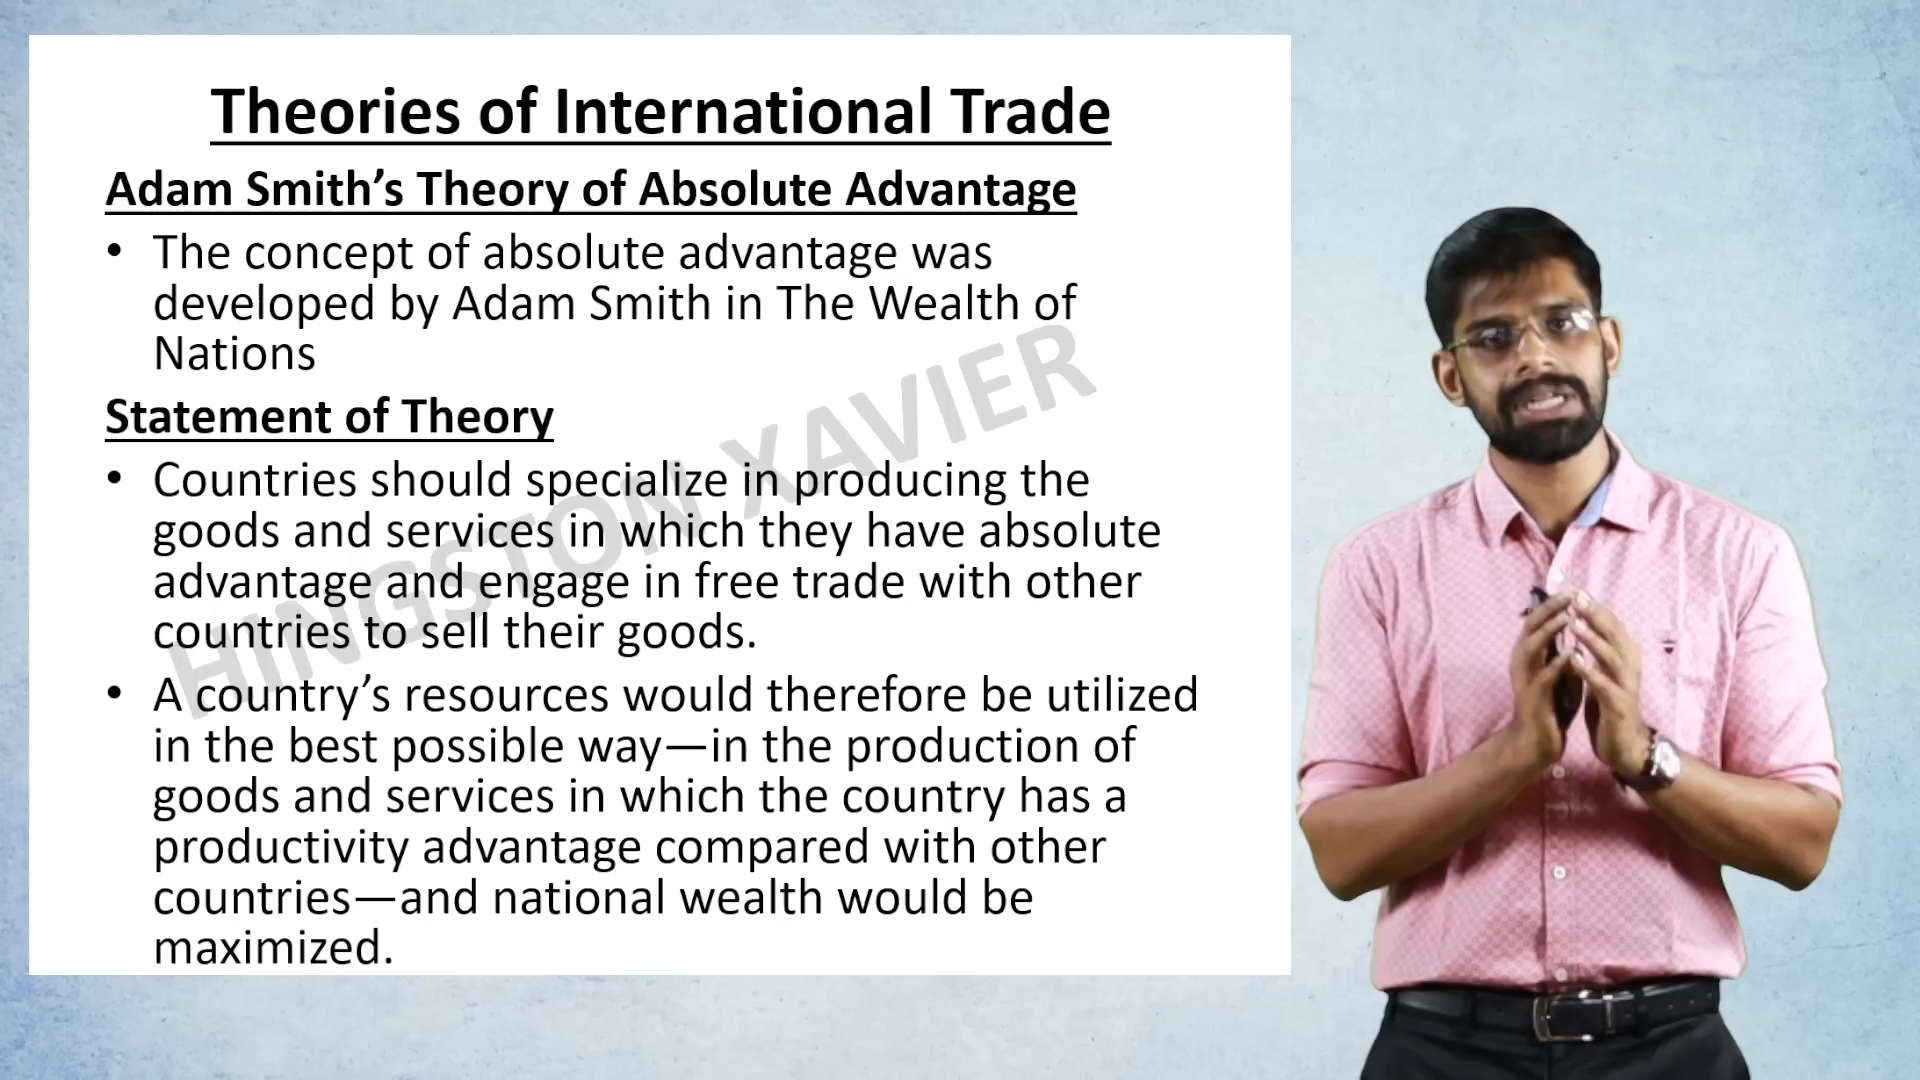 Theories of International Trade
Adam Smith’s Theory of Absolute Advantage
• The concept of absolute advantage was
developed by Adam Smith in The Wealth of
Nations
Statement of Theory
• Countries should specialize in producing the
goods and services in which they have absolute
advantage and engage in free trade with other
countries to sell their goods.
• A country’s resources would therefore be utilized
in the best possible way—in the production of
goods and services in which the country has a
productivity advantage compared with other
countries—and national wealth would be
maximized.
HINGSTON XAVIER